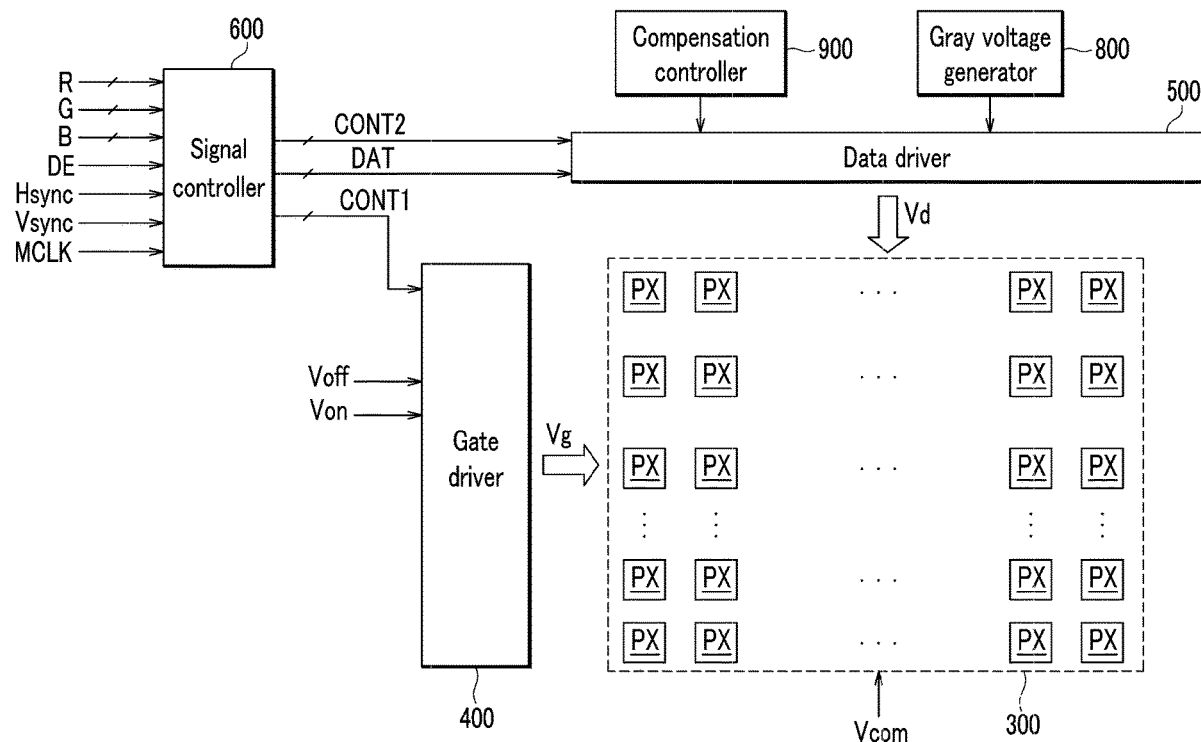 600
R
G
B
DE
Hsync
Vsync
MCLK
Signal
controller
CONT2
DAT
CONT1
Compensation
controller
900
Gray voltage
generator
800
500
Data driver
Vd
Voff
Von
Gate
driver
400
Vg
PX PX . . . PX PX
PX PX . . . PX PX
PX PX . . . PX PX
PX PX . . . PX PX
PX PX . . . PX PX
Vcom
300